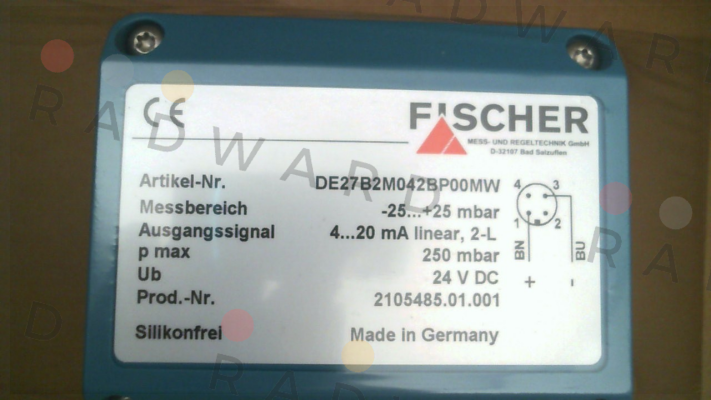 CE
FISCHER
MESS- UND REGELTECHNIK GmbH
D-32107 Bad Salzuflen
Artikel-Nr. DE27B2M042BP00MW
Messbereich -25...+25 mbar
Ausgangssignal 4...20 mA linear, 2-L
p max 250 mbar
Ub 24 V DC
Prod.-Nr. 2105485.01.001
Silikonfrei Made in Germany
4 3
1 2
BN BU
+ -
RADWARD
RADWARD